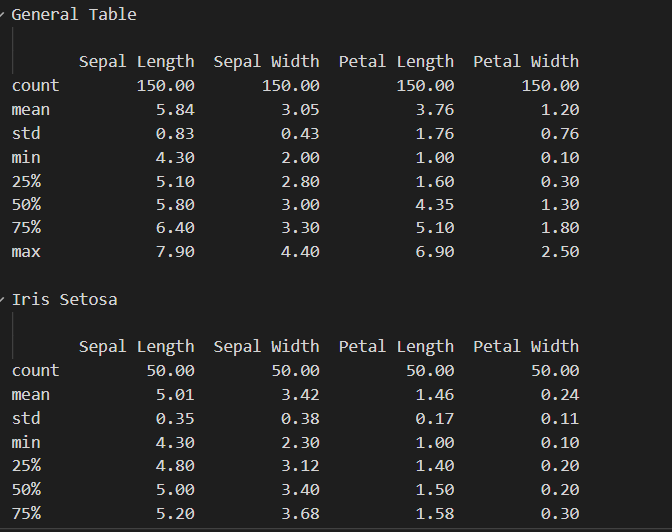 General Table
Sepal Length Sepal Width Petal Length Petal Width
count 150.00 150.00 150.00 150.00
mean 5.84 3.05 3.76 1.20
std 0.83 0.43 1.76 0.76
min 4.30 2.00 1.00 0.10
25% 5.10 2.80 1.60 0.30
50% 5.80 3.00 4.35 1.30
75% 6.40 3.30 5.10 1.80
max 7.90 4.40 6.90 2.50
Iris Setosa
Sepal Length Sepal Width Petal Length Petal Width
count 50.00 50.00 50.00 50.00
mean 5.01 3.42 1.46 0.24
std 0.35 0.38 0.17 0.11
min 4.30 2.30 1.00 0.10
25% 4.80 3.12 1.40 0.20
50% 5.00 3.40 1.50 0.20
75% 5.20 3.68 1.58 0.30